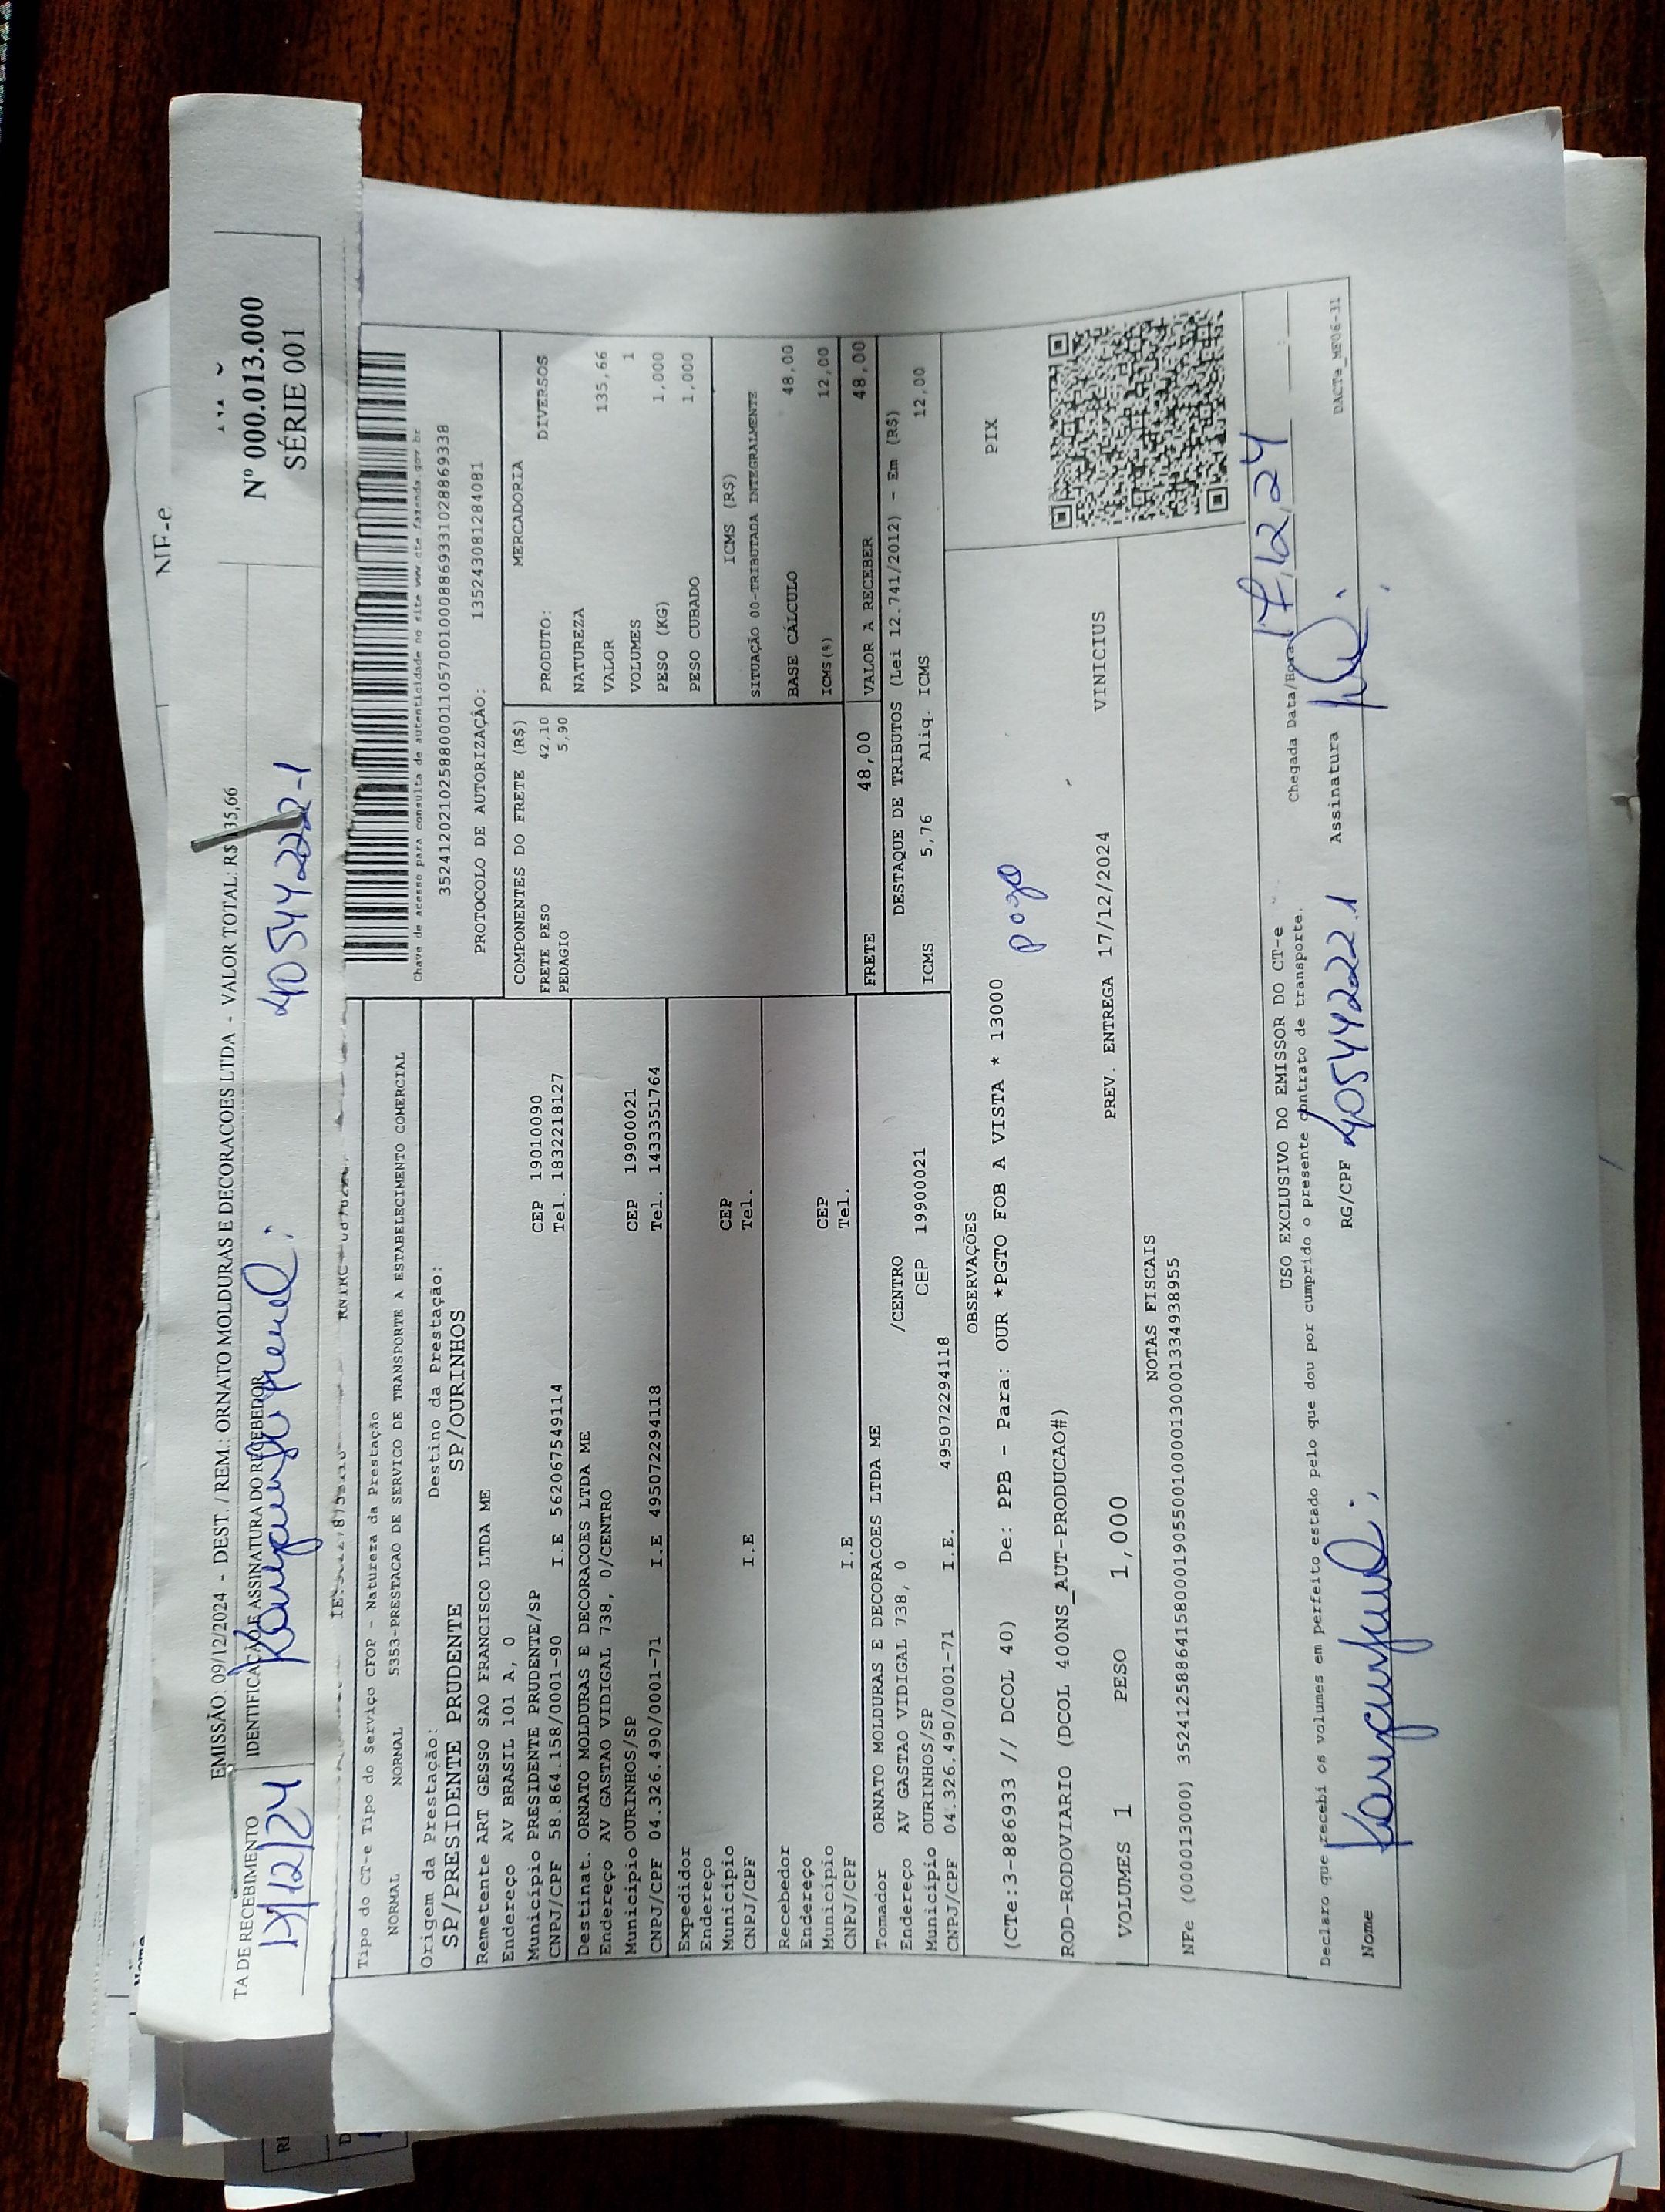 NF-e
Nº 000.013.000
SÉRIE 001
EMISSÃO: 09/12/2024 - DEST. / REM.: ORNATO MOLDURAS E DECORACOES LTDA - VALOR TOTAL: R$ 135,66
TA DE RECEBIMENTO
IDENTIFICAÇÃO E ASSINATURA DO RECEBEDOR
17/12/24
40544222-1
Tipo do CT-e Tipo do Serviço CFOP - Natureza da Prestação
NORMAL NORMAL 5353-PRESTACAO DE SERVICO DE TRANSPORTE A ESTABELECIMENTO COMERCIAL
Chave de acesso para consulta de autenticidade no site www.cte.fazenda.gov.br
35241202102588000110570010008869331028869338
Origem da Prestação: Destino da Prestação:
SP/PRESIDENTE PRUDENTE SP/OURINHOS
PROTOCOLO DE AUTORIZAÇÃO: 135243081284081
Remetente ART GESSO SAO FRANCISCO LTDA ME
Endereço AV BRASIL 101 A, 0
Município PRESIDENTE PRUDENTE/SP CEP 19010090
CNPJ/CPF 58.864.158/0001-90 I.E 562067549114 Tel. 1832218127
Destinat. ORNATO MOLDURAS E DECORACOES LTDA ME
Endereço AV GASTAO VIDIGAL 738, 0/CENTRO
Município OURINHOS/SP CEP 19900021
CNPJ/CPF 04.326.490/0001-71 I.E 495072294118 Tel. 1433351764
Expedidor
Endereço
Município CEP
CNPJ/CPF I.E Tel.
Recebedor
Endereço
Município CEP
CNPJ/CPF I.E Tel.
Tomador ORNATO MOLDURAS E DECORACOES LTDA ME
Endereço AV GASTAO VIDIGAL 738, 0 /CENTRO
Município OURINHOS/SP CEP 19900021
CNPJ/CPF 04.326.490/0001-71 I.E. 495072294118
COMPONENTES DO FRETE (R$)
FRETE PESO 42,10
PEDAGIO 5,90
MERCADORIA
PRODUTO: DIVERSOS
NATUREZA
VALOR 135,66
VOLUMES 1
PESO (KG) 1,000
PESO CUBADO 1,000
ICMS (R$)
SITUAÇÃO 00-TRIBUTADA INTEGRALMENTE
BASE CÁLCULO 48,00
ICMS(%) 12,00
FRETE 48,00 VALOR A RECEBER 48,00
DESTAQUE DE TRIBUTOS (Lei 12.741/2012) - Em (R$)
ICMS 5,76 Aliq. ICMS 12,00
OBSERVAÇÕES
(CTe:3-886933 // DCOL 40) De: PPB - Para: OUR *PGTO FOB A VISTA * 13000
pago
PIX
ROD-RODOVIARIO (DCOL 400NS_AUT-PRODUCAO#)
VOLUMES 1 PESO 1,000 PREV. ENTREGA 17/12/2024 VINICIUS
NOTAS FISCAIS
NFe (000013000) 35241258864158000190550010000130001334938955
USO EXCLUSIVO DO EMISSOR DO CT-e
Declaro que recebi os volumes em perfeito estado pelo que dou por cumprido o presente contrato de transporte.
Chegada Data/Hora 17,12,24
Nome RG/CPF 40544222.1 Assinatura
DACTe_MF06-31